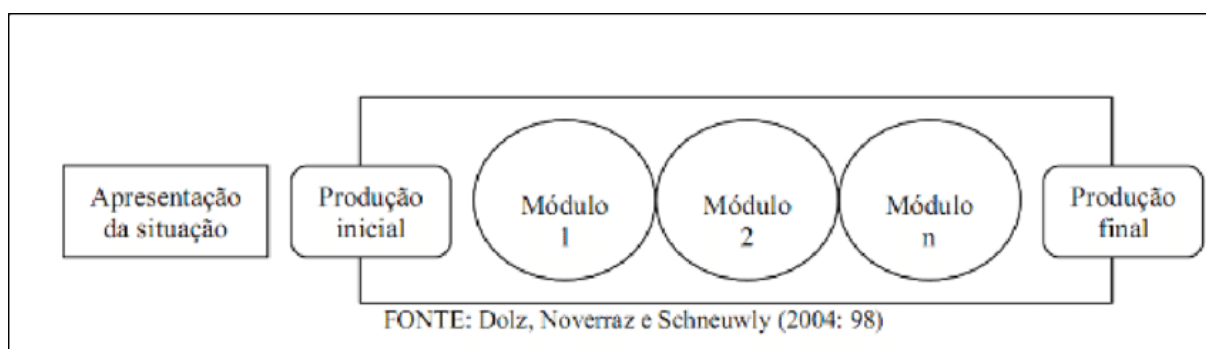 Apresentação
da situação
Produção
inicial
Módulo
1
Módulo
2
Módulo
n
Produção
final
FONTE: Dolz, Noverraz e Schneuwly (2004: 98)